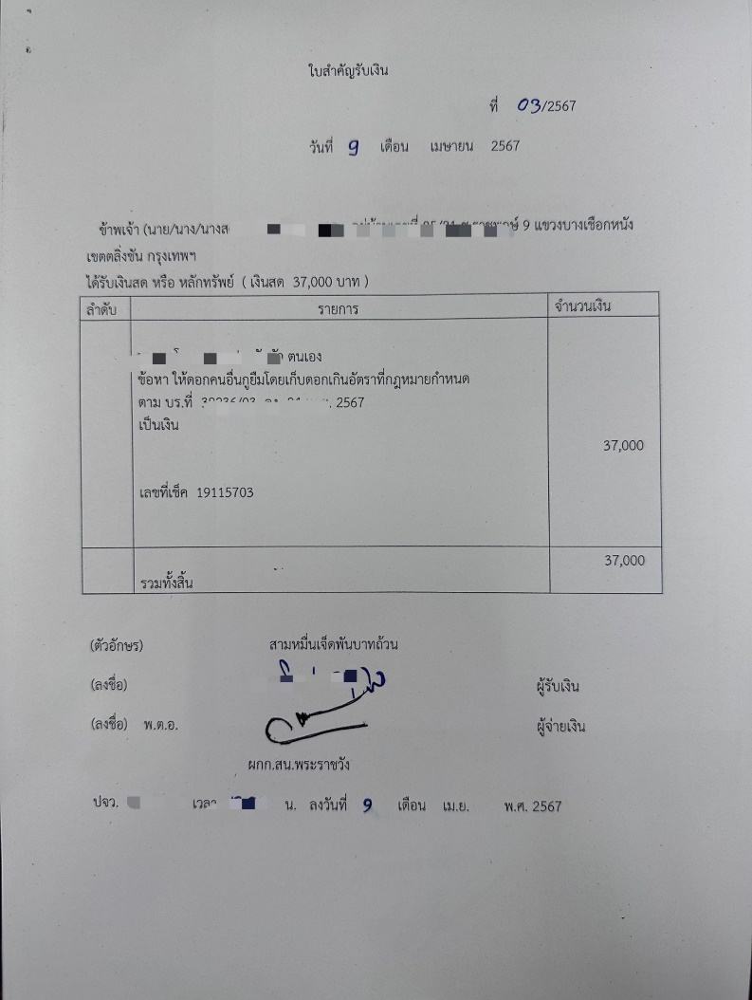 ใบสำคัญรับเงิน
ที่ 03/2567
วันที่ 9 เดือน เมษายน 2567
ข้าพเจ้า (นาย/นาง/นางส 9 แขวงบางเชือกหนัง
เขตตลิ่งชัน กรุงเทพฯ
ได้รับเงินสด หรือ หลักทรัพย์ ( เงินสด 37,000 บาท )
ลำดับ รายการ จำนวนเงิน
ตนเอง
ข้อหา ให้ดอกคนอื่นกูยืมโดยเก็บดอกเกินอัตราที่กฎหมายกำหนด
ตาม บร.ที่ 2567
เป็นเงิน
37,000
เลขที่เช็ค 19115703
37,000
รวมทั้งสิ้น
(ตัวอักษร) สามหมื่นเจ็ดพันบาทถ้วน
(ลงชื่อ) ผู้รับเงิน
(ลงชื่อ) พ.ต.อ. ผู้จ่ายเงิน
ผกก.สน.พระราชวัง
ปจว. เวลา น. ลงวันที่ 9 เดือน เม.ย. พ.ศ. 2567